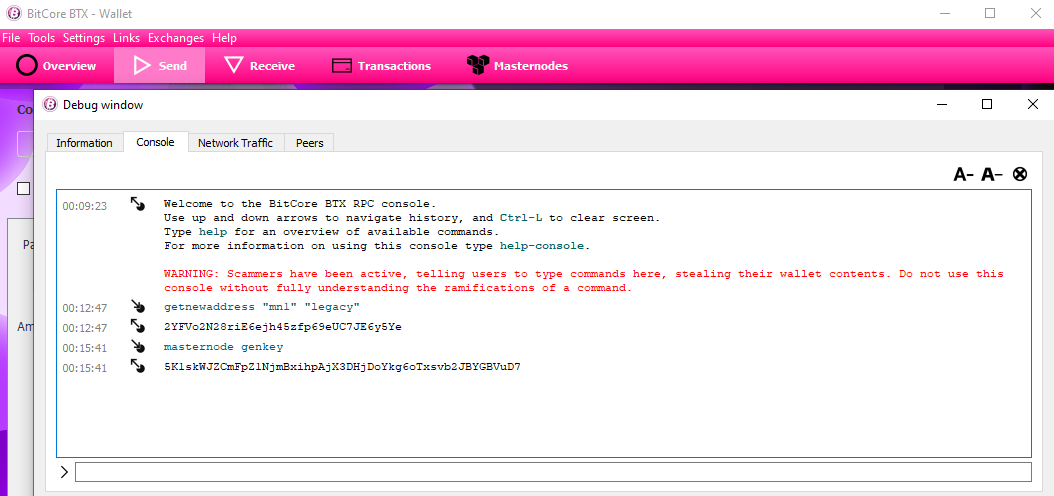 BitCore BTX - Wallet
File Tools Settings Links Exchanges Help
Overview Send Receive Transactions Masternodes
Co
Debug window
Information Console Network Traffic Peers
A- A-
00:09:23 Welcome to the BitCore BTX RPC console.
Use up and down arrows to navigate history, and Ctrl-L to clear screen.
Type help for an overview of available commands.
For more information on using this console type help-console.
Pa
WARNING: Scammers have been active, telling users to type commands here, stealing their wallet contents. Do not use this
console without fully understanding the ramifications of a command.
00:12:47 getnewaddress "mn1" "legacy"
Am
00:12:47 2YFVo2N28riE6ejh45zfp69eUC7JE6y5Ye
00:15:41 masternode genkey
00:15:41 5K1skWJZCmFpZ1NjmBxihpAjX3DHjDoYkg6oTxsvb2JBYGBVuD7